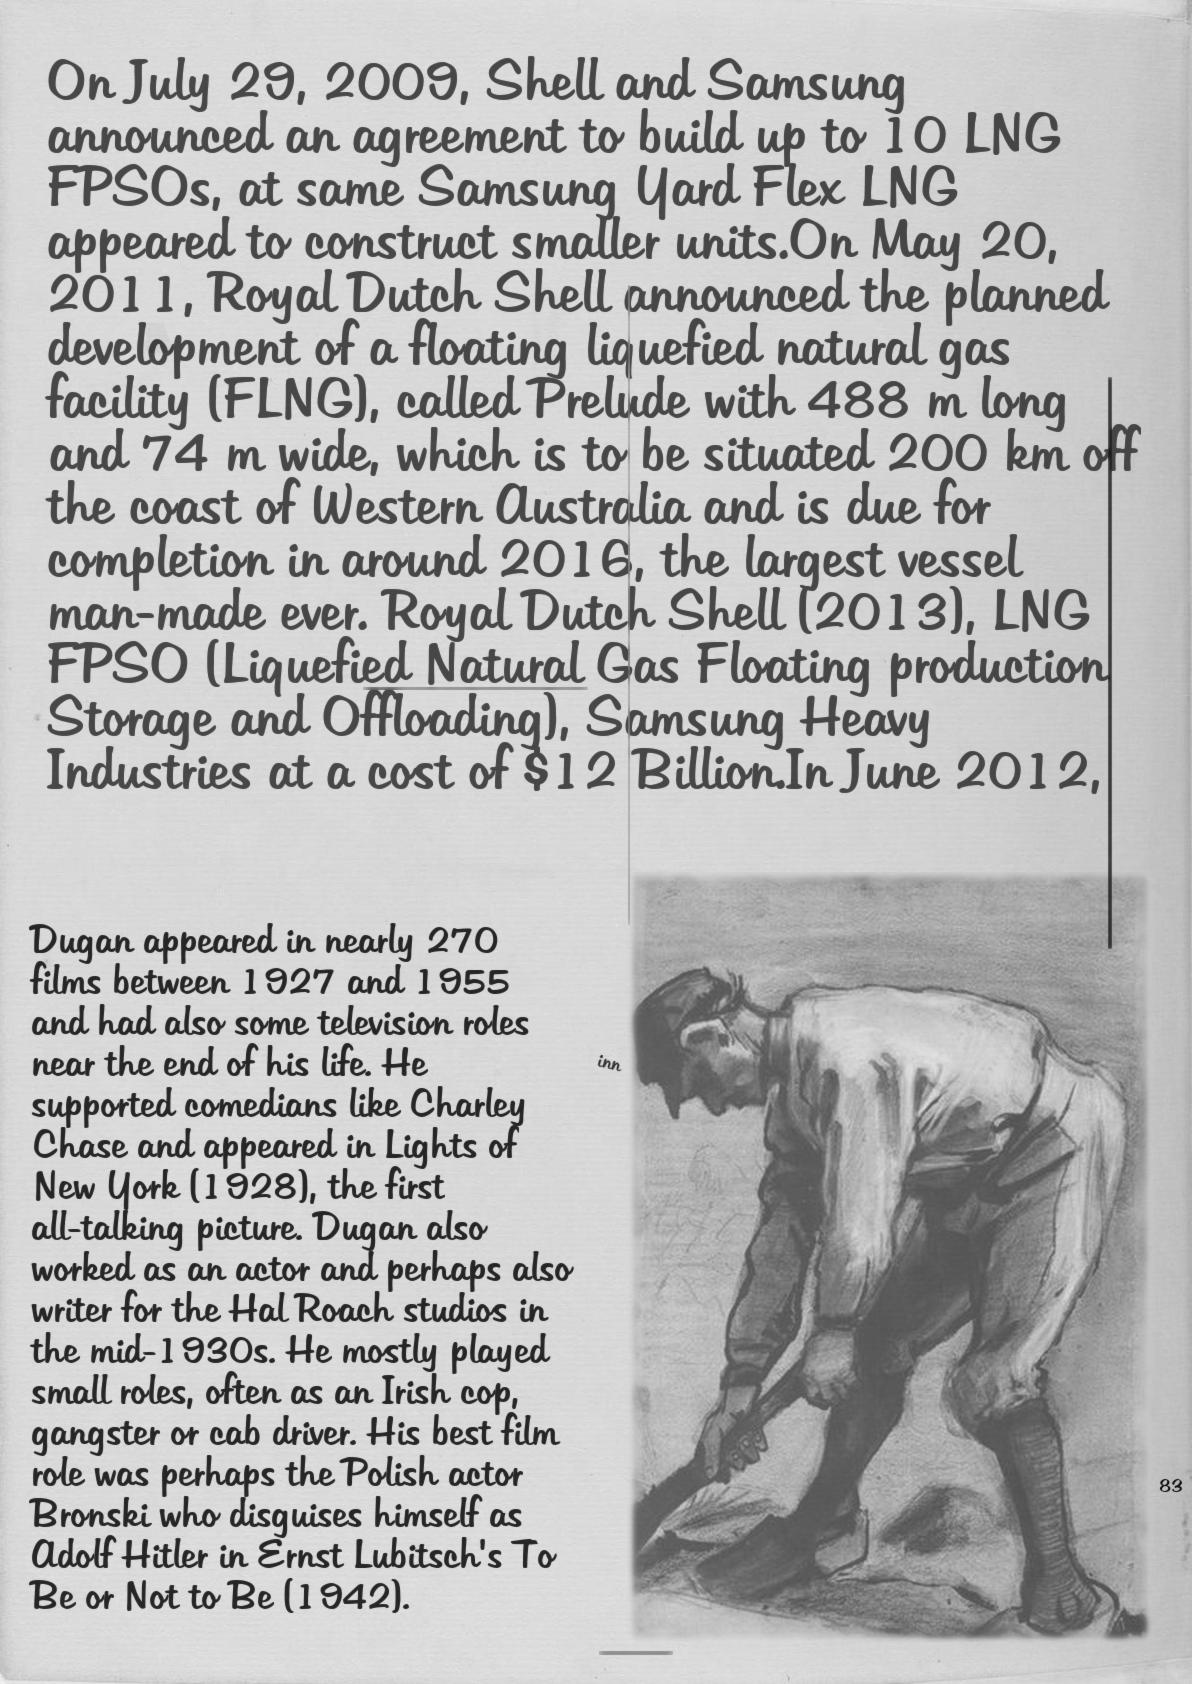 On July 29, 2009, Shell and Samsung
announced an agreement to build up to 10 LNG
FPSOs, at same Samsung Yard Flex LNG
appeared to construct smaller units.On May 20,
2011, Royal Dutch Shell announced the planned
development of a floating liquefied natural gas
facility (FLNG), called Prelude with 488 m long
and 74 m wide, which is to be situated 200 km off
the coast of Western Australia and is due for
completion in around 2016, the largest vessel
man-made ever. Royal Dutch Shell (2013), LNG
FPSO (Liquefied Natural Gas Floating production
Storage and Offloading), Samsung Heavy
Industries at a cost of $12 Billion.In June 2012,
Dugan appeared in nearly 270
films between 1927 and 1955
and had also some television roles
near the end of his life. He
supported comedians like Charley
Chase and appeared in Lights of
New York (1928), the first
all-talking picture. Dugan also
worked as an actor and perhaps also
writer for the Hal Roach studios in
the mid-1930s. He mostly played
small roles, often as an Irish cop,
gangster or cab driver. His best film
role was perhaps the Polish actor
Bronski who disguises himself as
Adolf Hitler in Ernst Lubitsch's To
Be or Not to Be (1942).
inn
83